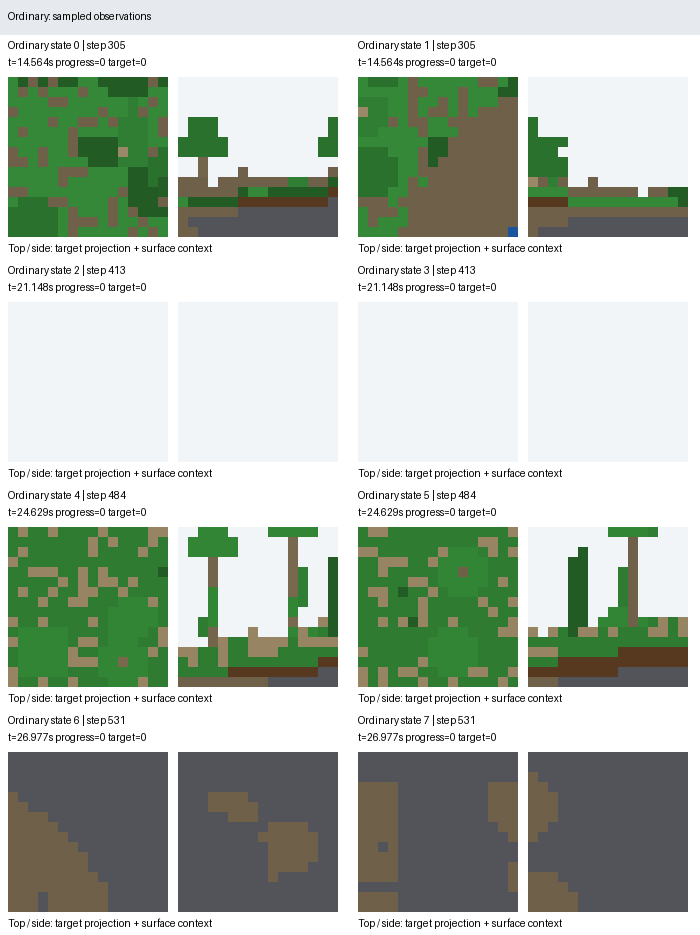 Ordinary: sampled observations
Ordinary state 0 | step 305
t=14.564s progress=0 target=0
Top / side: target projection + surface context
Ordinary state 1 | step 305
t=14.564s progress=0 target=0
Top / side: target projection + surface context
Ordinary state 2 | step 413
t=21.148s progress=0 target=0
Top / side: target projection + surface context
Ordinary state 3 | step 413
t=21.148s progress=0 target=0
Top / side: target projection + surface context
Ordinary state 4 | step 484
t=24.629s progress=0 target=0
Top / side: target projection + surface context
Ordinary state 5 | step 484
t=24.629s progress=0 target=0
Top / side: target projection + surface context
Ordinary state 6 | step 531
t=26.977s progress=0 target=0
Top / side: target projection + surface context
Ordinary state 7 | step 531
t=26.977s progress=0 target=0
Top / side: target projection + surface context